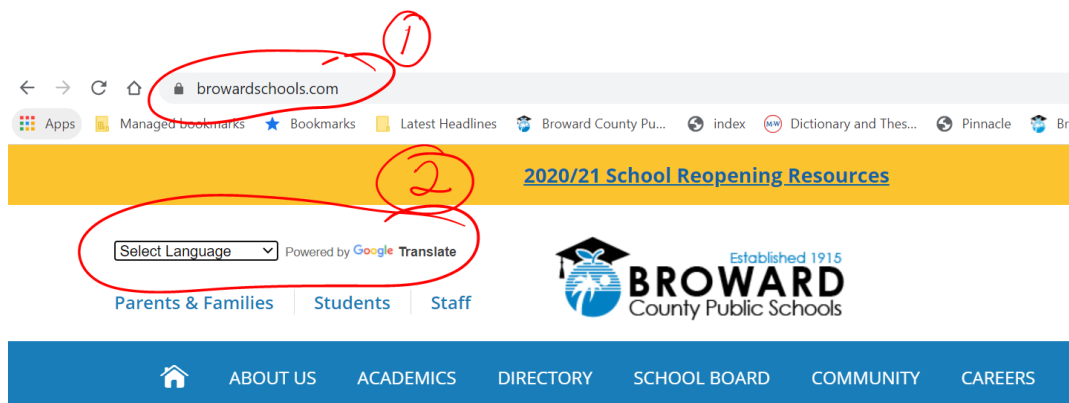 1
browardschools.com
Apps Managed bookmarks Bookmarks Latest Headlines Broward County Pu... index MW Dictionary and Thes... Pinnacle Br
2
2020/21 School Reopening Resources
Select Language Powered by Google Translate
Established 1915
BROWARD
County Public Schools
Parents & Families Students Staff
ABOUT US ACADEMICS DIRECTORY SCHOOL BOARD COMMUNITY CAREERS